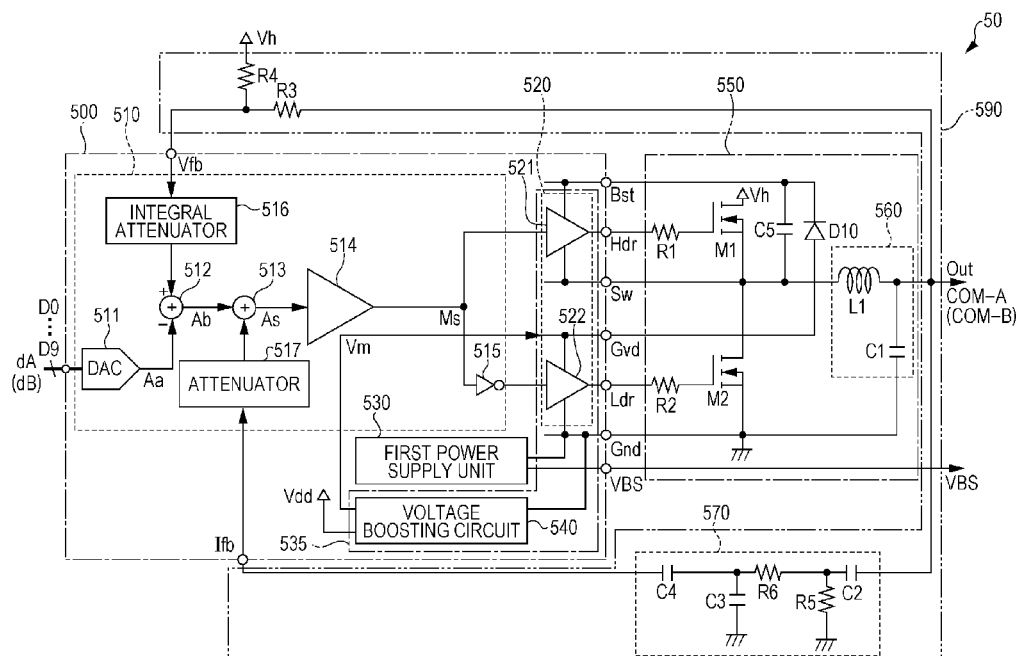 50
Vh
R4
R3
500
510
520
550
590
Vfb
521
Bst
Vh
INTEGRAL
ATTENUATOR
516
Hdr
R1
M1
C5
D10
560
514
512
513
D0
D9
511
Ab
As
Sw
L1
Out
COM-A
(COM-B)
Ms
522
Vm
Gvd
515
C1
dA
(dB)
DAC
Aa
517
ATTENUATOR
Ldr
R2
M2
530
FIRST POWER
SUPPLY UNIT
Gnd
VBS
VBS
Vdd
VOLTAGE
BOOSTING CIRCUIT
540
535
570
Ifb
C4
C3
R6
R5
C2